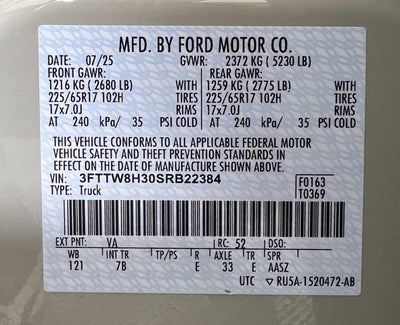 MFD. BY FORD MOTOR CO.
DATE: 07/25 GVWR: 2372 KG ( 5230 LB)
FRONT GAWR: REAR GAWR:
1216 KG ( 2680 LB) WITH 1259 KG ( 2775 LB) WITH
225/65R17 102H TIRES 225/65R17 102H TIRES
17x7.0J RIMS 17x7.0J RIMS
AT 240 kPa/ 35 PSI COLD AT 240 kPa/ 35 PSI COLD
THIS VEHICLE CONFORMS TO ALL APPLICABLE FEDERAL MOTOR
VEHICLE SAFETY AND THEFT PREVENTION STANDARDS IN
EFFECT ON THE DATE OF MANUFACTURE SHOWN ABOVE.
VIN: 3FTTW8H30SRB22384 F0163
TYPE: Truck T0369
EXT PNT: VA RC: 52 DSO:
WB INT TR TP/PS R AXLE TR SPR
121 7B E 33 E AASZ
UTC ▽ RU5A-1520472-AB